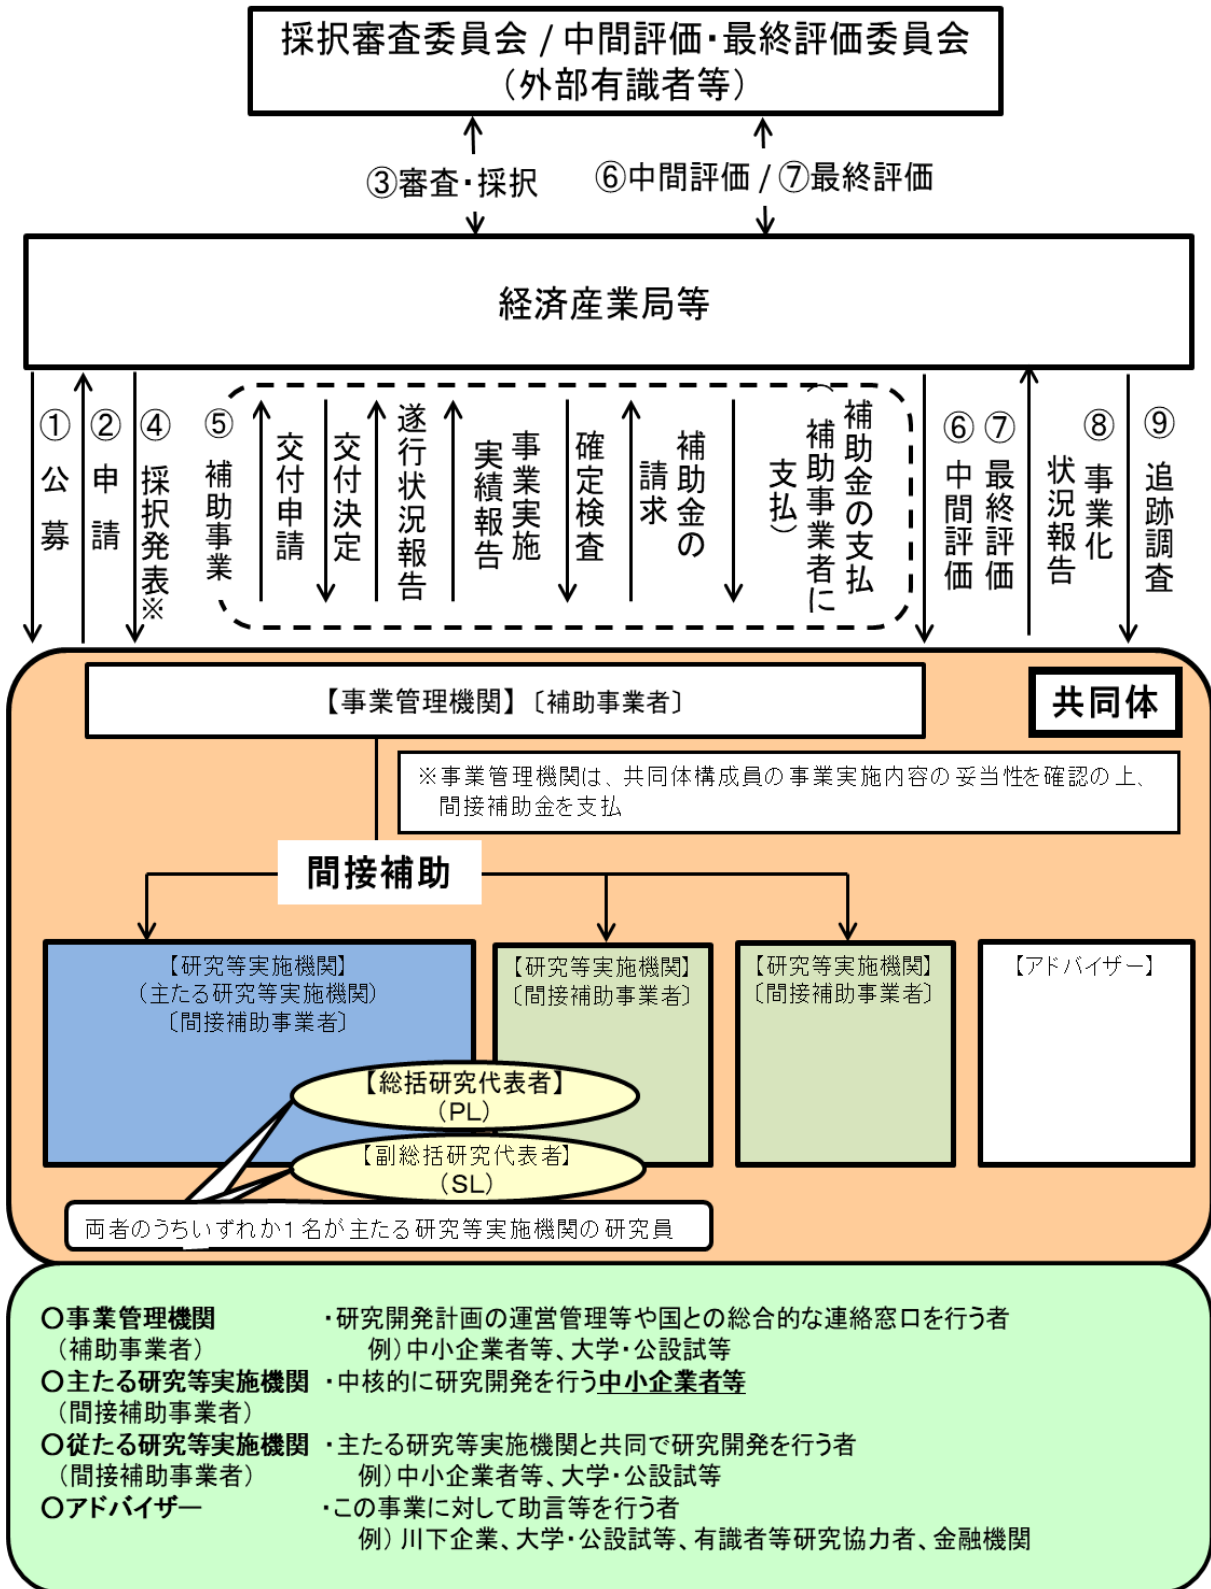 採択審査委員会 / 中間評価・最終評価委員会
（外部有識者等）
③審査・採択
⑥中間評価 / ⑦最終評価
経済産業局等
①公募
②申請
④採択発表※
⑤補助事業
交付申請
交付決定
遂行状況報告
事業実施
実績報告
確定検査
補助金の
請求
補助金の支払
（補助事業者に
支払）
⑥中間評価
⑦最終評価
⑧事業化
状況報告
⑨追跡調査
【事業管理機関】〔補助事業者〕
共同体
※事業管理機関は、共同体構成員の事業実施内容の妥当性を確認の上、
間接補助金を支払
間接補助
【研究等実施機関】
（主たる研究等実施機関）
〔間接補助事業者〕
【研究等実施機関】
〔間接補助事業者〕
【研究等実施機関】
〔間接補助事業者〕
【アドバイザー】
【総括研究代表者】
（PL）
【副総括研究代表者】
（SL）
両者のうちいずれか１名が主たる研究等実施機関の研究員
○事業管理機関 ・研究開発計画の運営管理等や国との総合的な連絡窓口を行う者
（補助事業者） 例）中小企業者等、大学・公設試等
○主たる研究等実施機関 ・中核的に研究開発を行う中小企業者等
（間接補助事業者）
○従たる研究等実施機関 ・主たる研究等実施機関と共同で研究開発を行う者
（間接補助事業者） 例）中小企業者等、大学・公設試等
○アドバイザー ・この事業に対して助言等を行う者
例）川下企業、大学・公設試等、有識者等研究協力者、金融機関